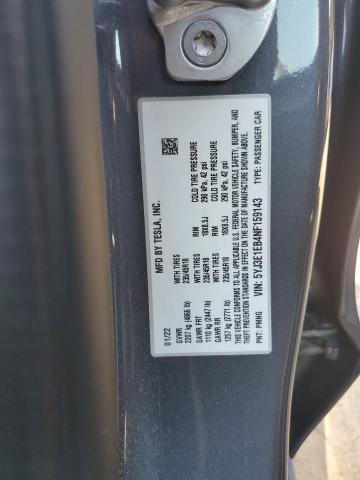 MFD BY TESLA, INC.
01/22
GVWR WITH TIRES RIM COLD TIRE PRESSURE
2207 kg (4866 lb) 235/45R18 18X8.5J 290 kPa, 42 psi
GAWR FRT WITH TIRES RIM COLD TIRE PRESSURE
1110 kg (2447 lb) 235/45R18 18X8.5J 290 kPa, 42 psi
GAWR RR
1257 kg (2771 lb)
THIS VEHICLE CONFORMS TO ALL APPLICABLE U.S. FEDERAL MOTOR VEHICLE SAFETY, BUMPER, AND
THEFT PREVENTION STANDARDS IN EFFECT ON THE DATE OF MANUFACTURE SHOWN ABOVE.
PNT: PMNG VIN: 5YJ3E1EB4NF159143 TYPE: PASSENGER CAR